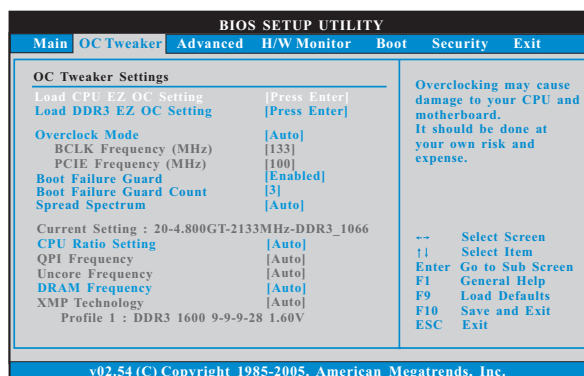 BIOS SETUP UTILITY
Main OC Tweaker Advanced H/W Monitor Boot Security Exit
OC Tweaker Settings
Load CPU EZ OC Setting [Press Enter]
Load DDR3 EZ OC Setting [Press Enter]
Overclock Mode [Auto]
BCLK Frequency (MHz) [133]
PCIE Frequency (MHz) [100]
Boot Failure Guard [Enabled]
Boot Failure Guard Count [3]
Spread Spectrum [Auto]
Current Setting : 20-4.800GT-2133MHz-DDR3_1066
CPU Ratio Setting [Auto]
QPI Frequency [Auto]
Uncore Frequency [Auto]
DRAM Frequency [Auto]
XMP Technology [Auto]
Profile 1 : DDR3 1600 9-9-9-28 1.60V
Overclocking may cause
damage to your CPU and
motherboard.
It should be done at
your own risk and
expense.
←→ Select Screen
↑↓ Select Item
Enter Go to Sub Screen
F1 General Help
F9 Load Defaults
F10 Save and Exit
ESC Exit
v02.54 (C) Copyright 1985-2005, American Megatrends, Inc.